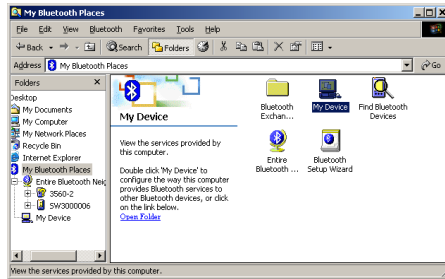 My Bluetooth Places
File Edit View Bluetooth Favorites Tools Help
Back Search Folders
Address My Bluetooth Places Go
Folders
Desktop
My Documents
My Computer
My Network Places
Recycle Bin
Internet Explorer
My Bluetooth Places
Entire Bluetooth Neig
3560-2
SW3000006
My Device
My Device
View the services provided by
this computer.
Double click 'My Device' to
configure the way this computer
provides Bluetooth services to
other Bluetooth devices, or click
on the link below.
Open Folder
Bluetooth
Exchan...
My Device
Find Bluetooth
Devices
Entire
Bluetooth ...
Bluetooth
Setup Wizard
View the services provided by this computer.